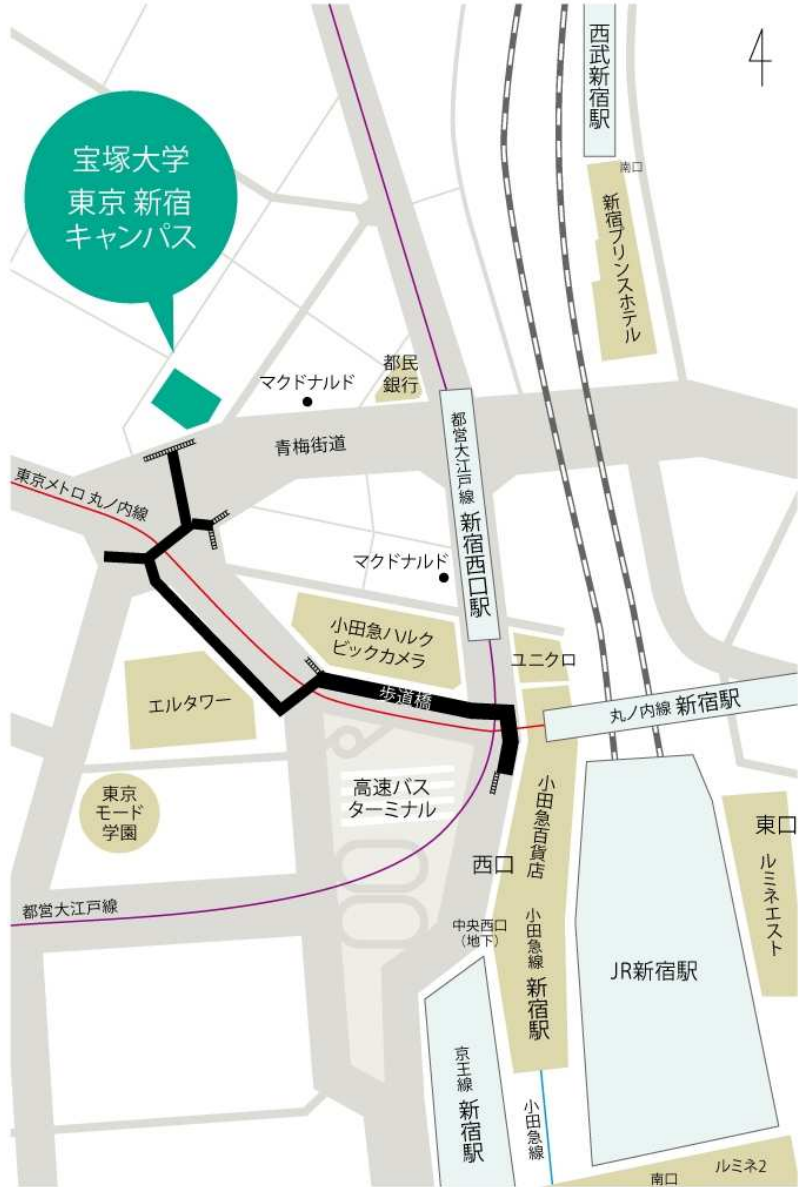 西武新宿駅
南口
新宿プリンスホテル
宝塚大学
東京 新宿
キャンパス
都民
銀行
マクドナルド
青梅街道
都営大江戸線 新宿西口駅
東京メトロ 丸ノ内線
マクドナルド
小田急ハルク
ビックカメラ
ユニクロ
エルタワー
歩道橋
丸ノ内線 新宿駅
東京
モード
学園
高速バス
ターミナル
小田急百貨店
西口
東口
ルミネエスト
都営大江戸線
中央西口
(地下)
小田急線 新宿駅
JR新宿駅
京王線 新宿駅
小田急線
ルミネ2
南口